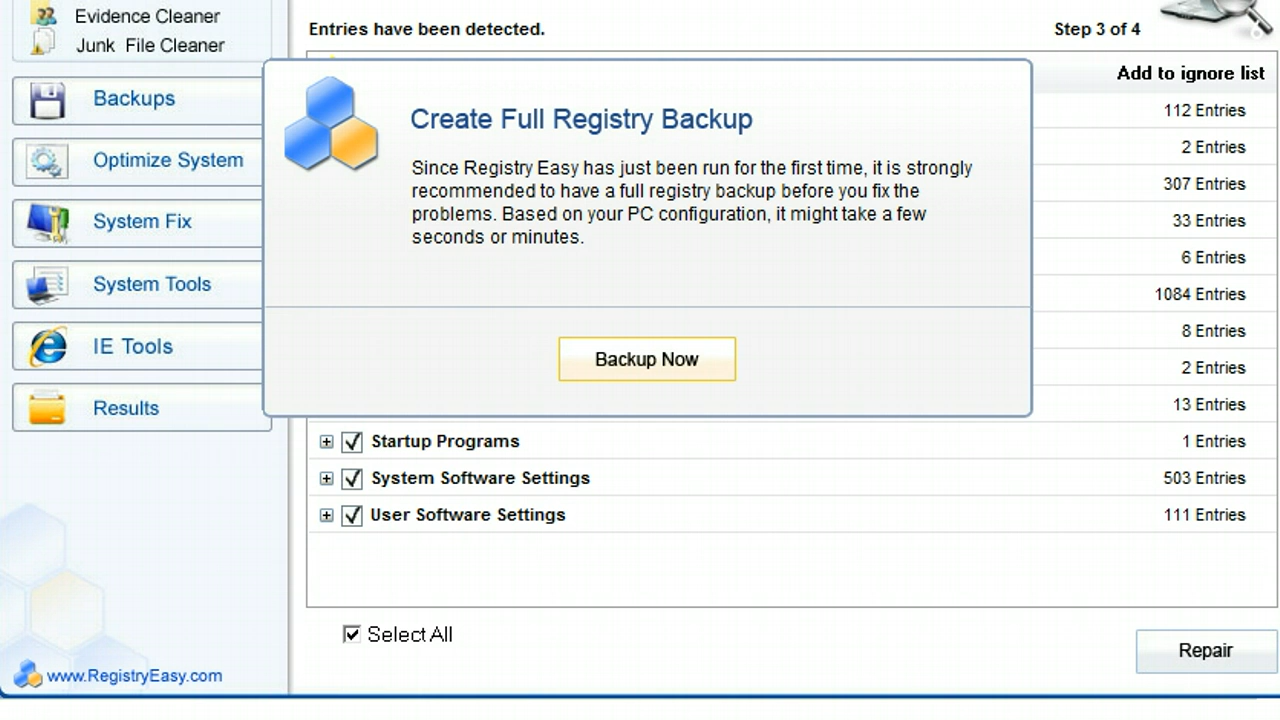 Evidence Cleaner
Junk File Cleaner
Backups
Optimize System
System Fix
System Tools
IE Tools
Results
www.RegistryEasy.com
Entries have been detected.
Step 3 of 4
Add to ignore list
112 Entries
2 Entries
307 Entries
33 Entries
6 Entries
1084 Entries
8 Entries
2 Entries
13 Entries
Create Full Registry Backup
Since Registry Easy has just been run for the first time, it is strongly
recommended to have a full registry backup before you fix the
problems. Based on your PC configuration, it might take a few
seconds or minutes.
Backup Now
Startup Programs 1 Entries
System Software Settings 503 Entries
User Software Settings 111 Entries
Select All
Repair